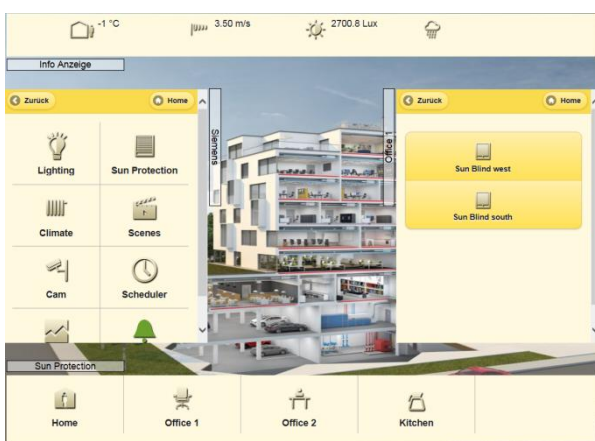 -1 °C
3.50 m/s
2700.8 Lux
Info Anzeige
Zurück
Home
Lighting
Sun Protection
Climate
Scenes
Cam
Scheduler
Siemens
Office 1
Zurück
Home
Sun Blind west
Sun Blind south
Sun Protection
Home
Office 1
Office 2
Kitchen